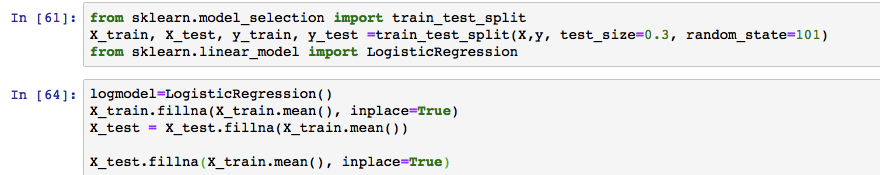 In [61]: from sklearn.model_selection import train_test_split
X_train, X_test, y_train, y_test =train_test_split(X,y, test_size=0.3, random_state=101)
from sklearn.linear_model import LogisticRegression
In [64]: logmodel=LogisticRegression()
X_train.fillna(X_train.mean(), inplace=True)
X_test = X_test.fillna(X_train.mean())
X_test.fillna(X_train.mean(), inplace=True)